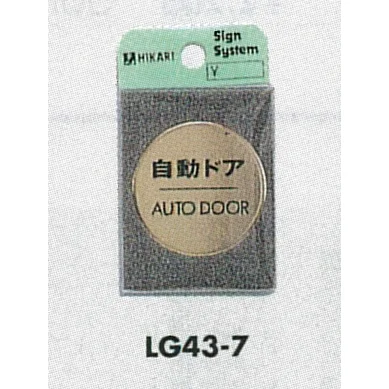 HIKARI
Sign
System
¥
自動ドア
AUTO DOOR
LG43-7